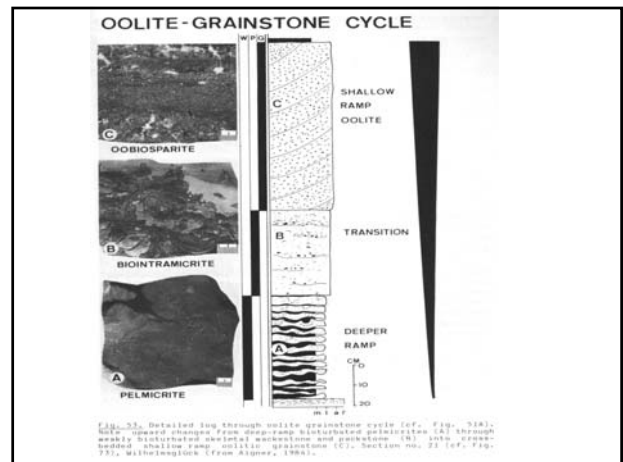 OOLITE-GRAINSTONE CYCLE
W P G
C
SHALLOW
RAMP
OOLITE
C
OOBIOSPARITE
B
TRANSITION
B
BIOINTRAMICRITE
A
DEEPER
RAMP
CM
0
10
20
A
PELMICRITE
Fig. 53. Detailed log through oolite grainstone cycle (cf. fig. 51A).
Note upward changes from deep-ramp bioturbated pelmicrites (A) through
weakly bioturbated skeletal wackestone and packstone (B) into cross-
bedded shallow ramp oolitic grainstone (C). Section no. 21 (cf. fig.
73), Wilhelmsglück (from Aigner, 1984).